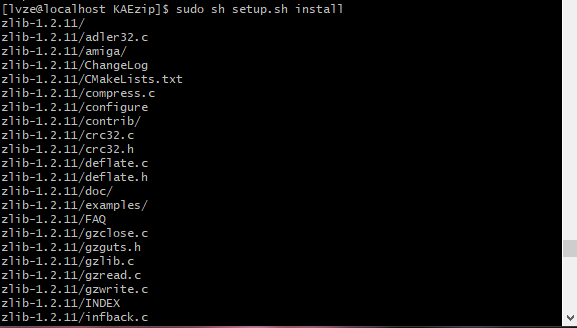 [lvze@localhost KAEzip]$ sudo sh setup.sh install
zlib-1.2.11/
zlib-1.2.11/adler32.c
zlib-1.2.11/amiga/
zlib-1.2.11/ChangeLog
zlib-1.2.11/CMakeLists.txt
zlib-1.2.11/compress.c
zlib-1.2.11/configure
zlib-1.2.11/contrib/
zlib-1.2.11/crc32.c
zlib-1.2.11/crc32.h
zlib-1.2.11/deflate.c
zlib-1.2.11/deflate.h
zlib-1.2.11/doc/
zlib-1.2.11/examples/
zlib-1.2.11/FAQ
zlib-1.2.11/gzclose.c
zlib-1.2.11/gzguts.h
zlib-1.2.11/gzlib.c
zlib-1.2.11/gzread.c
zlib-1.2.11/gzwrite.c
zlib-1.2.11/INDEX
zlib-1.2.11/infback.c